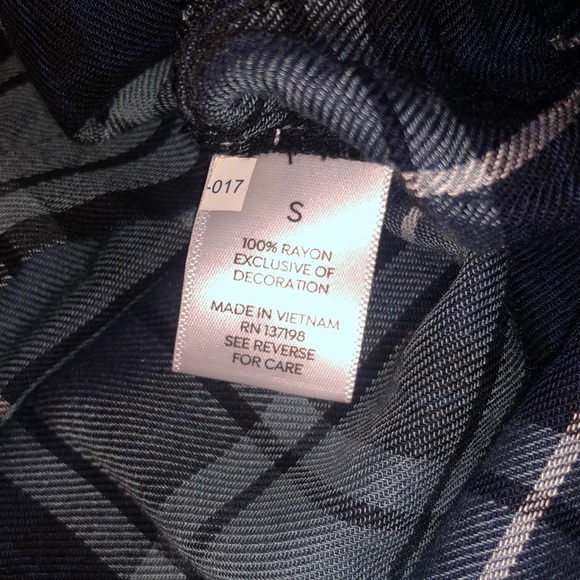 -017
S
100% RAYON
EXCLUSIVE OF
DECORATION
MADE IN VIETNAM
RN 137198
SEE REVERSE
FOR CARE